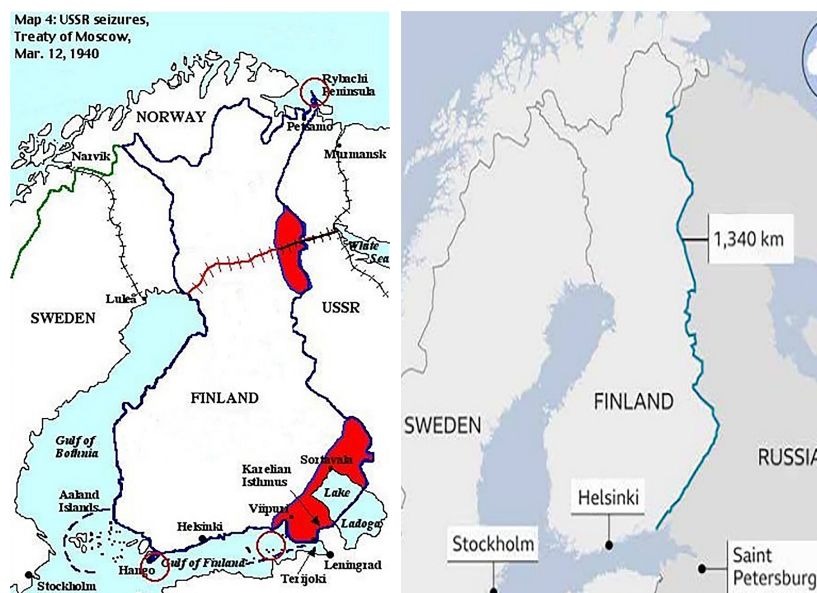 Map 4: USSR seizures,
Treaty of Moscow,
Mar. 12, 1940
Rybachi
Peninsula
NORWAY
Petsamo
Narvik
Murmansk
White
Sea
Luleå
USSR
SWEDEN
FINLAND
Gulf of
Bothnia
Sortavala
Karelian
Isthmus
Lake
Ladoga
Viipuri
Aaland
Islands
Helsinki
Hango
Gulf of Finland
Leningrad
Terijoki
Stockholm
1,340 km
SWEDEN
FINLAND
RUSSIA
Helsinki
Stockholm
Saint
Petersburg